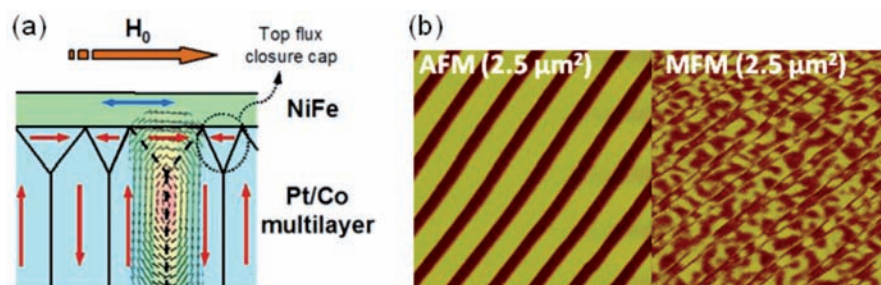 (a)
H₀
Top flux
closure cap
NiFe
Pt/Co
multilayer
(b)
AFM (2.5 μm²)
MFM (2.5 μm²)